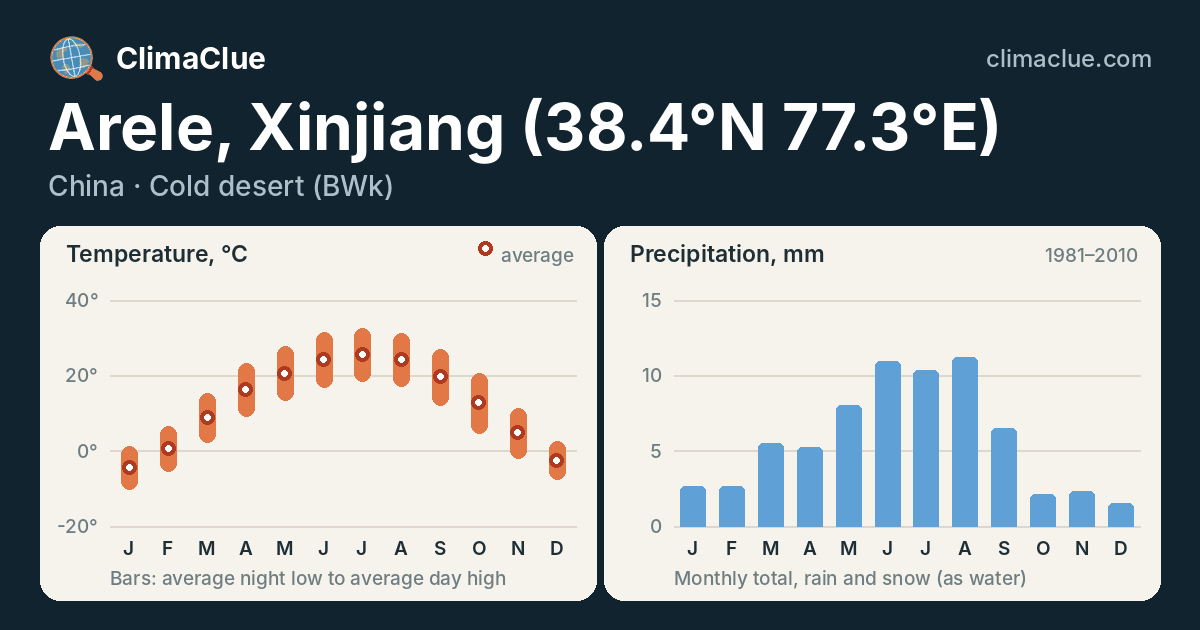 ClimaClue
climaclue.com
Arele, Xinjiang (38.4°N 77.3°E)
China · Cold desert (BWk)
Temperature, °C
average
40°
20°
0°
-20°
J F M A M J J A S O N D
Bars: average night low to average day high
Precipitation, mm
1981–2010
15
10
5
0
J F M A M J J A S O N D
Monthly total, rain and snow (as water)